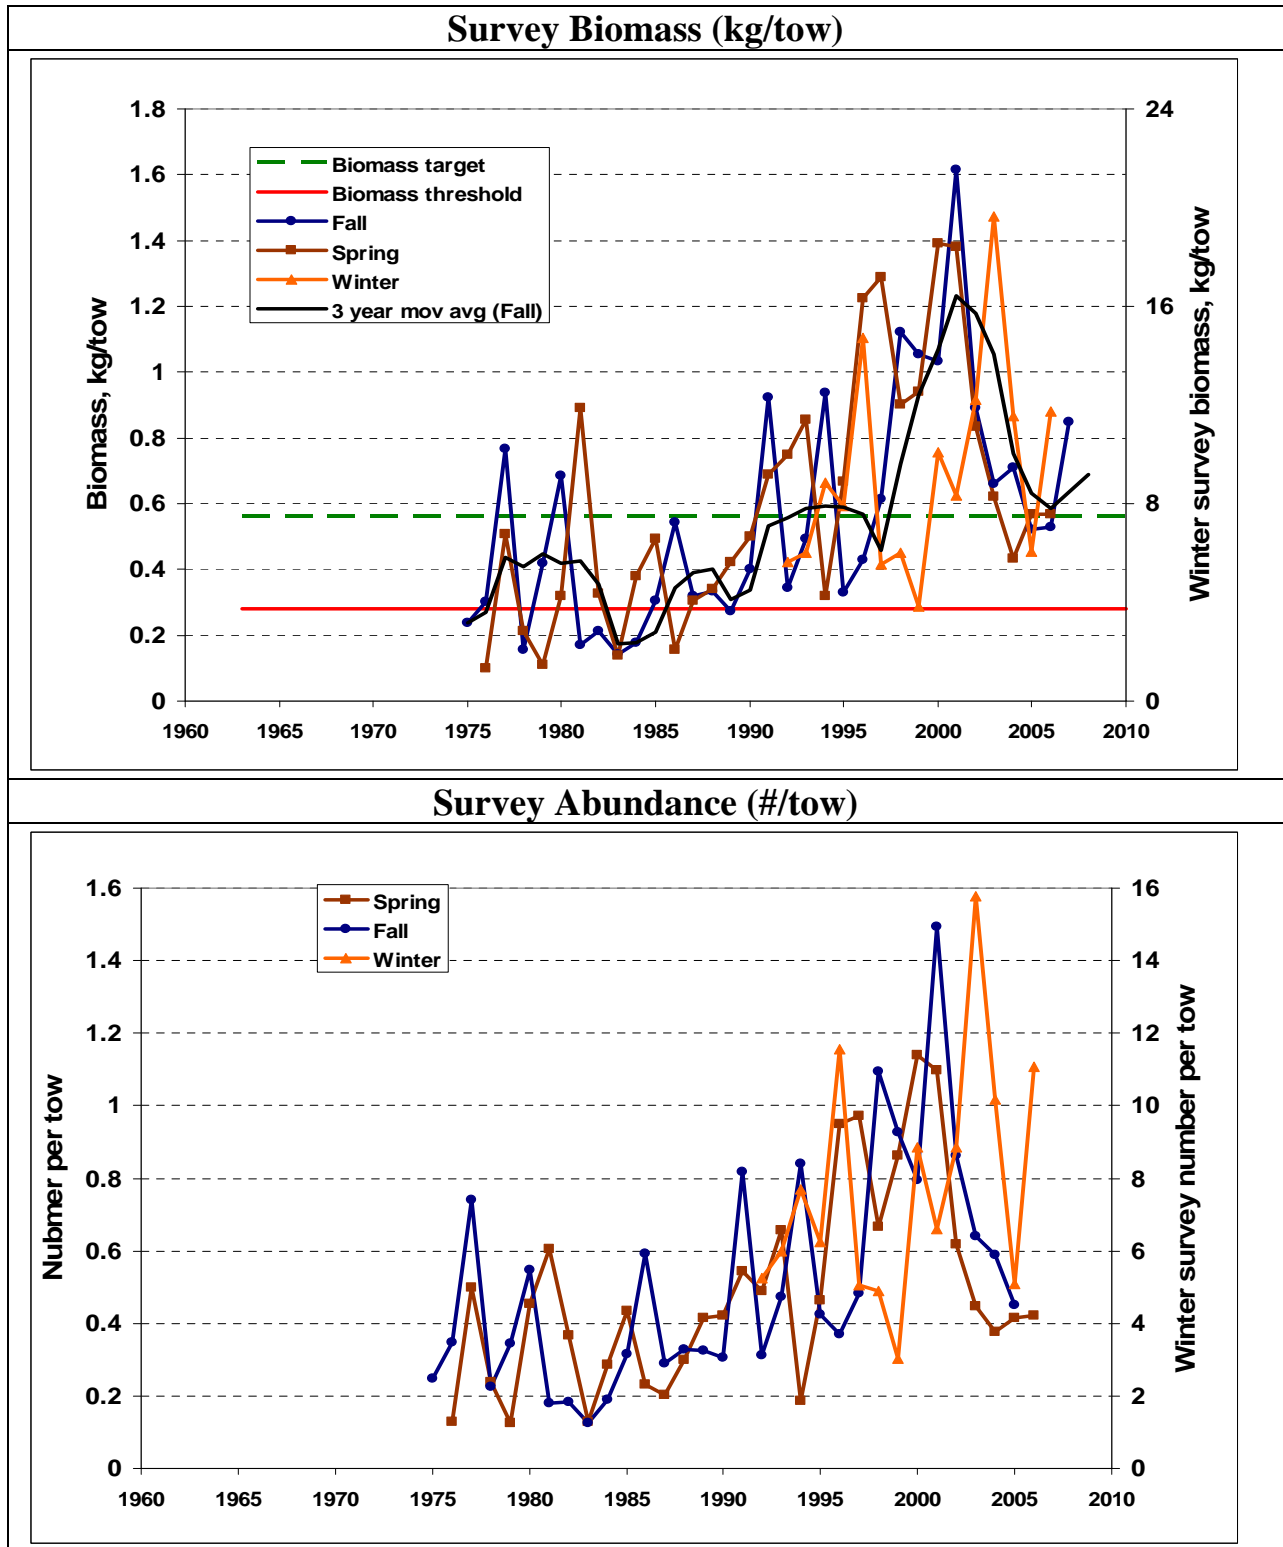 Survey Biomass (kg/tow)
1.8
1.6
1.4
1.2
1
0.8
0.6
0.4
0.2
0
Biomass, kg/tow
24
16
8
0
Winter survey biomass, kg/tow
Biomass target
Biomass threshold
Fall
Spring
Winter
3 year mov avg (Fall)
1960 1965 1970 1975 1980 1985 1990 1995 2000 2005 2010
Survey Abundance (#/tow)
1.6
1.4
1.2
1
0.8
0.6
0.4
0.2
0
Nubmer per tow
16
14
12
10
8
6
4
2
0
Winter survey number per tow
Spring
Fall
Winter
1960 1965 1970 1975 1980 1985 1990 1995 2000 2005 2010